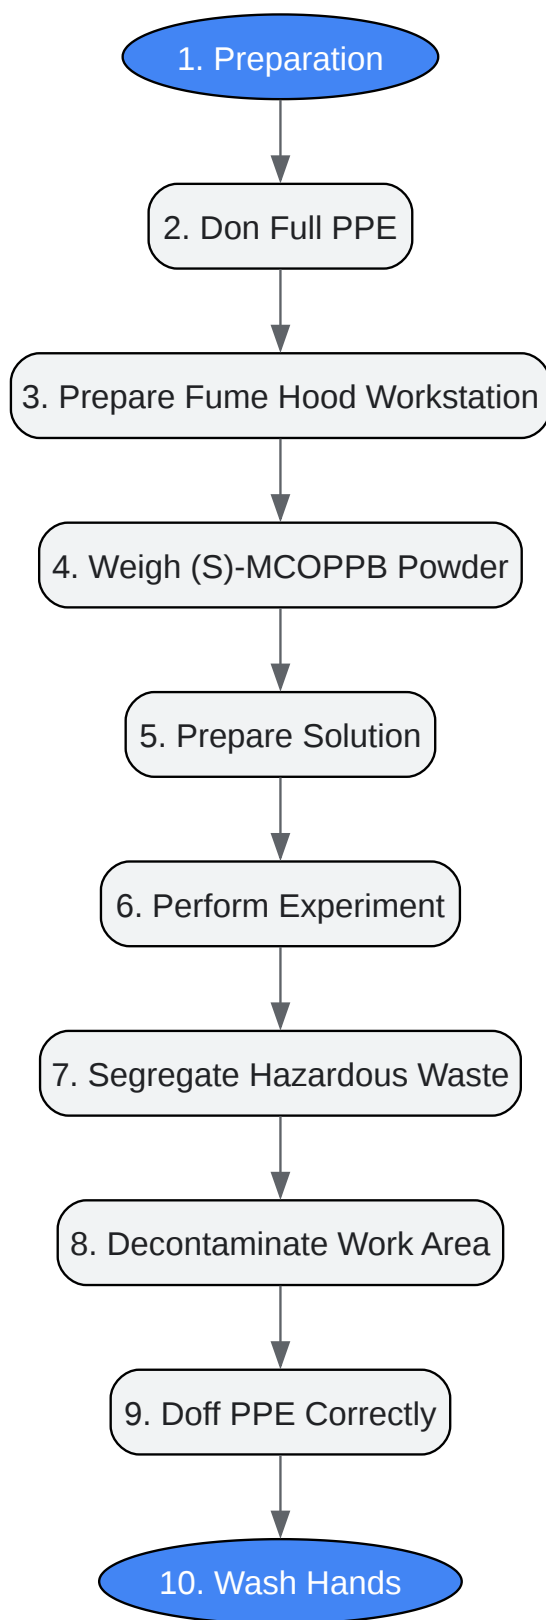 1. Preparation
2. Don Full PPE
3. Prepare Fume Hood Workstation
4. Weigh (S)-MCOPPB Powder
5. Prepare Solution
6. Perform Experiment
7. Segregate Hazardous Waste
8. Decontaminate Work Area
9. Doff PPE Correctly
10. Wash Hands